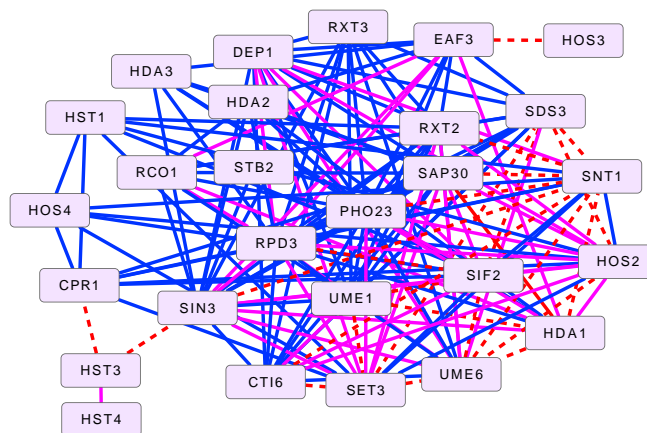 RXT3
EAF3
HOS3
DEP1
HDA3
HDA2
SDS3
HST1
RXT2
RCO1
STB2
SAP30
SNT1
HOS4
PHO23
RPD3
HOS2
CPR1
SIF2
SIN3
UME1
HDA1
HST3
CTI6
SET3
UME6
HST4